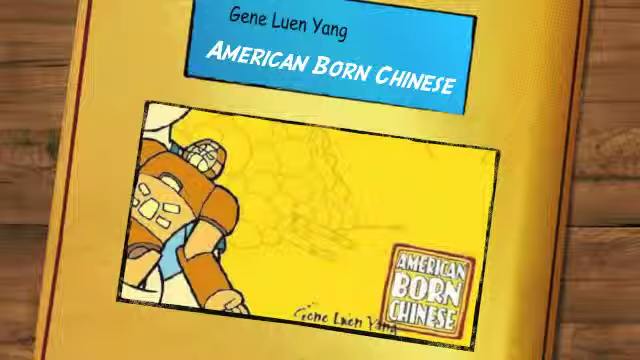 Gene Luen Yang
AMERICAN BORN CHINESE
AMERICAN
BORN
CHINESE
Gene Luen Yang